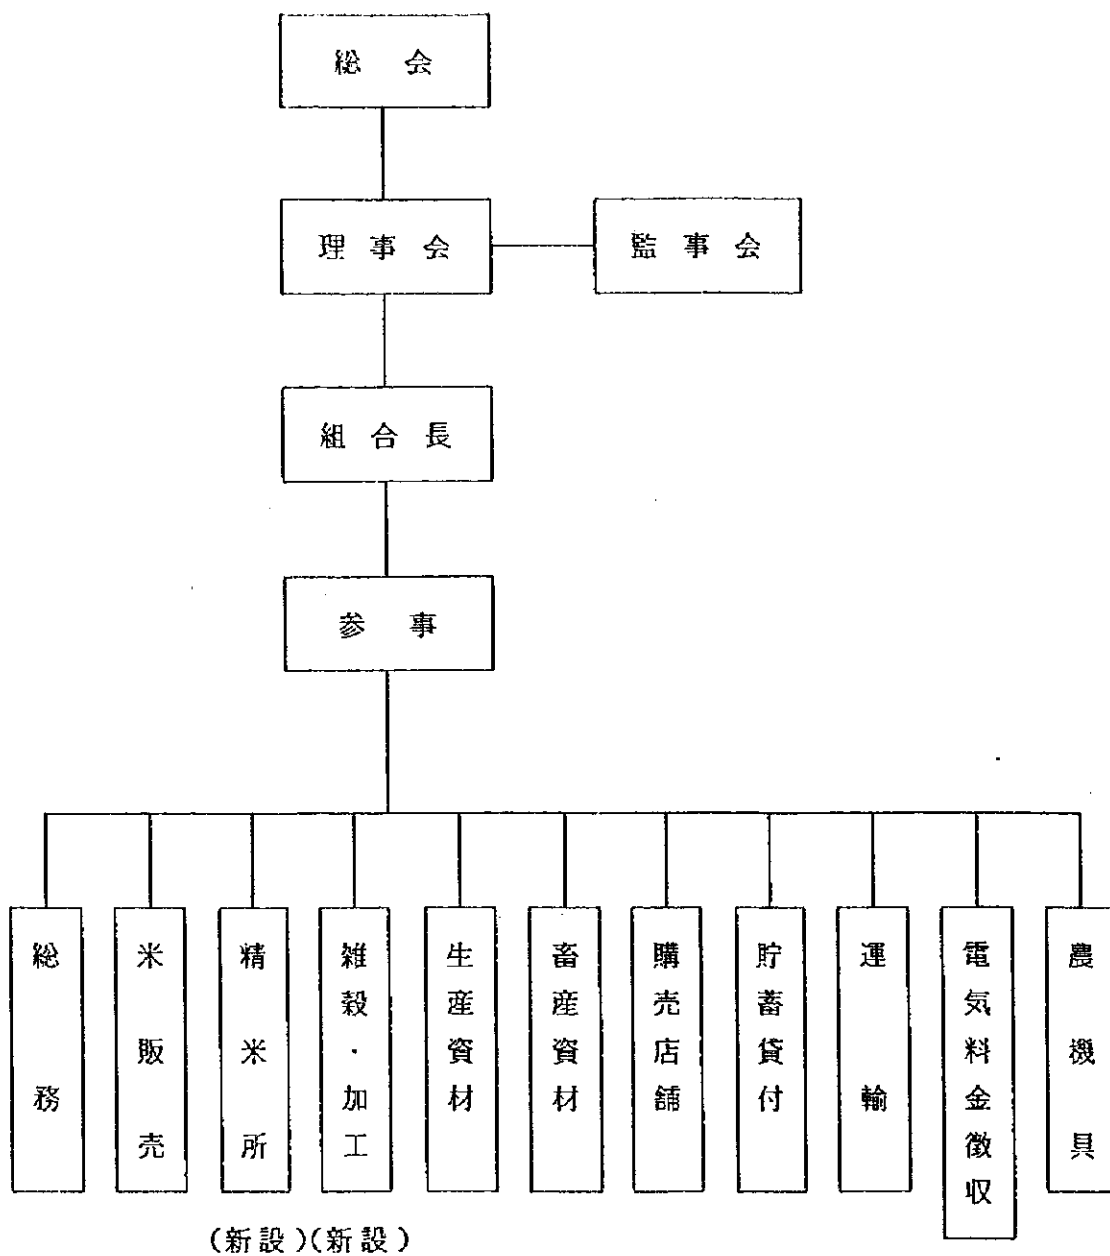 総会
理事会
監事会
組合長
参事
総務
米販売
精米所
雑穀・加工
生産資材
畜産資材
購売店舗
貯蓄貸付
運輸
電気料金徴収
農機具
(新設)(新設)